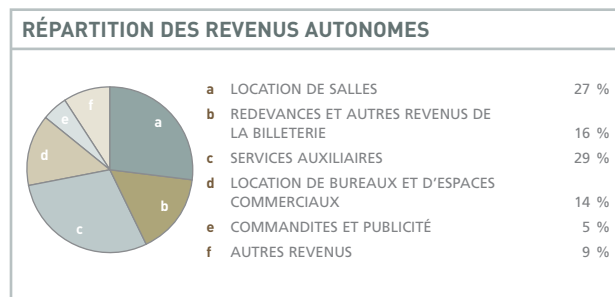 RÉPARTITION DES REVENUS AUTONOMES
a
b
c
d
e
f
a LOCATION DE SALLES 27 %
b REDEVANCES ET AUTRES REVENUS DE
LA BILLETERIE 16 %
c SERVICES AUXILIAIRES 29 %
d LOCATION DE BUREAUX ET D'ESPACES
COMMERCIAUX 14 %
e COMMANDITES ET PUBLICITÉ 5 %
f AUTRES REVENUS 9 %